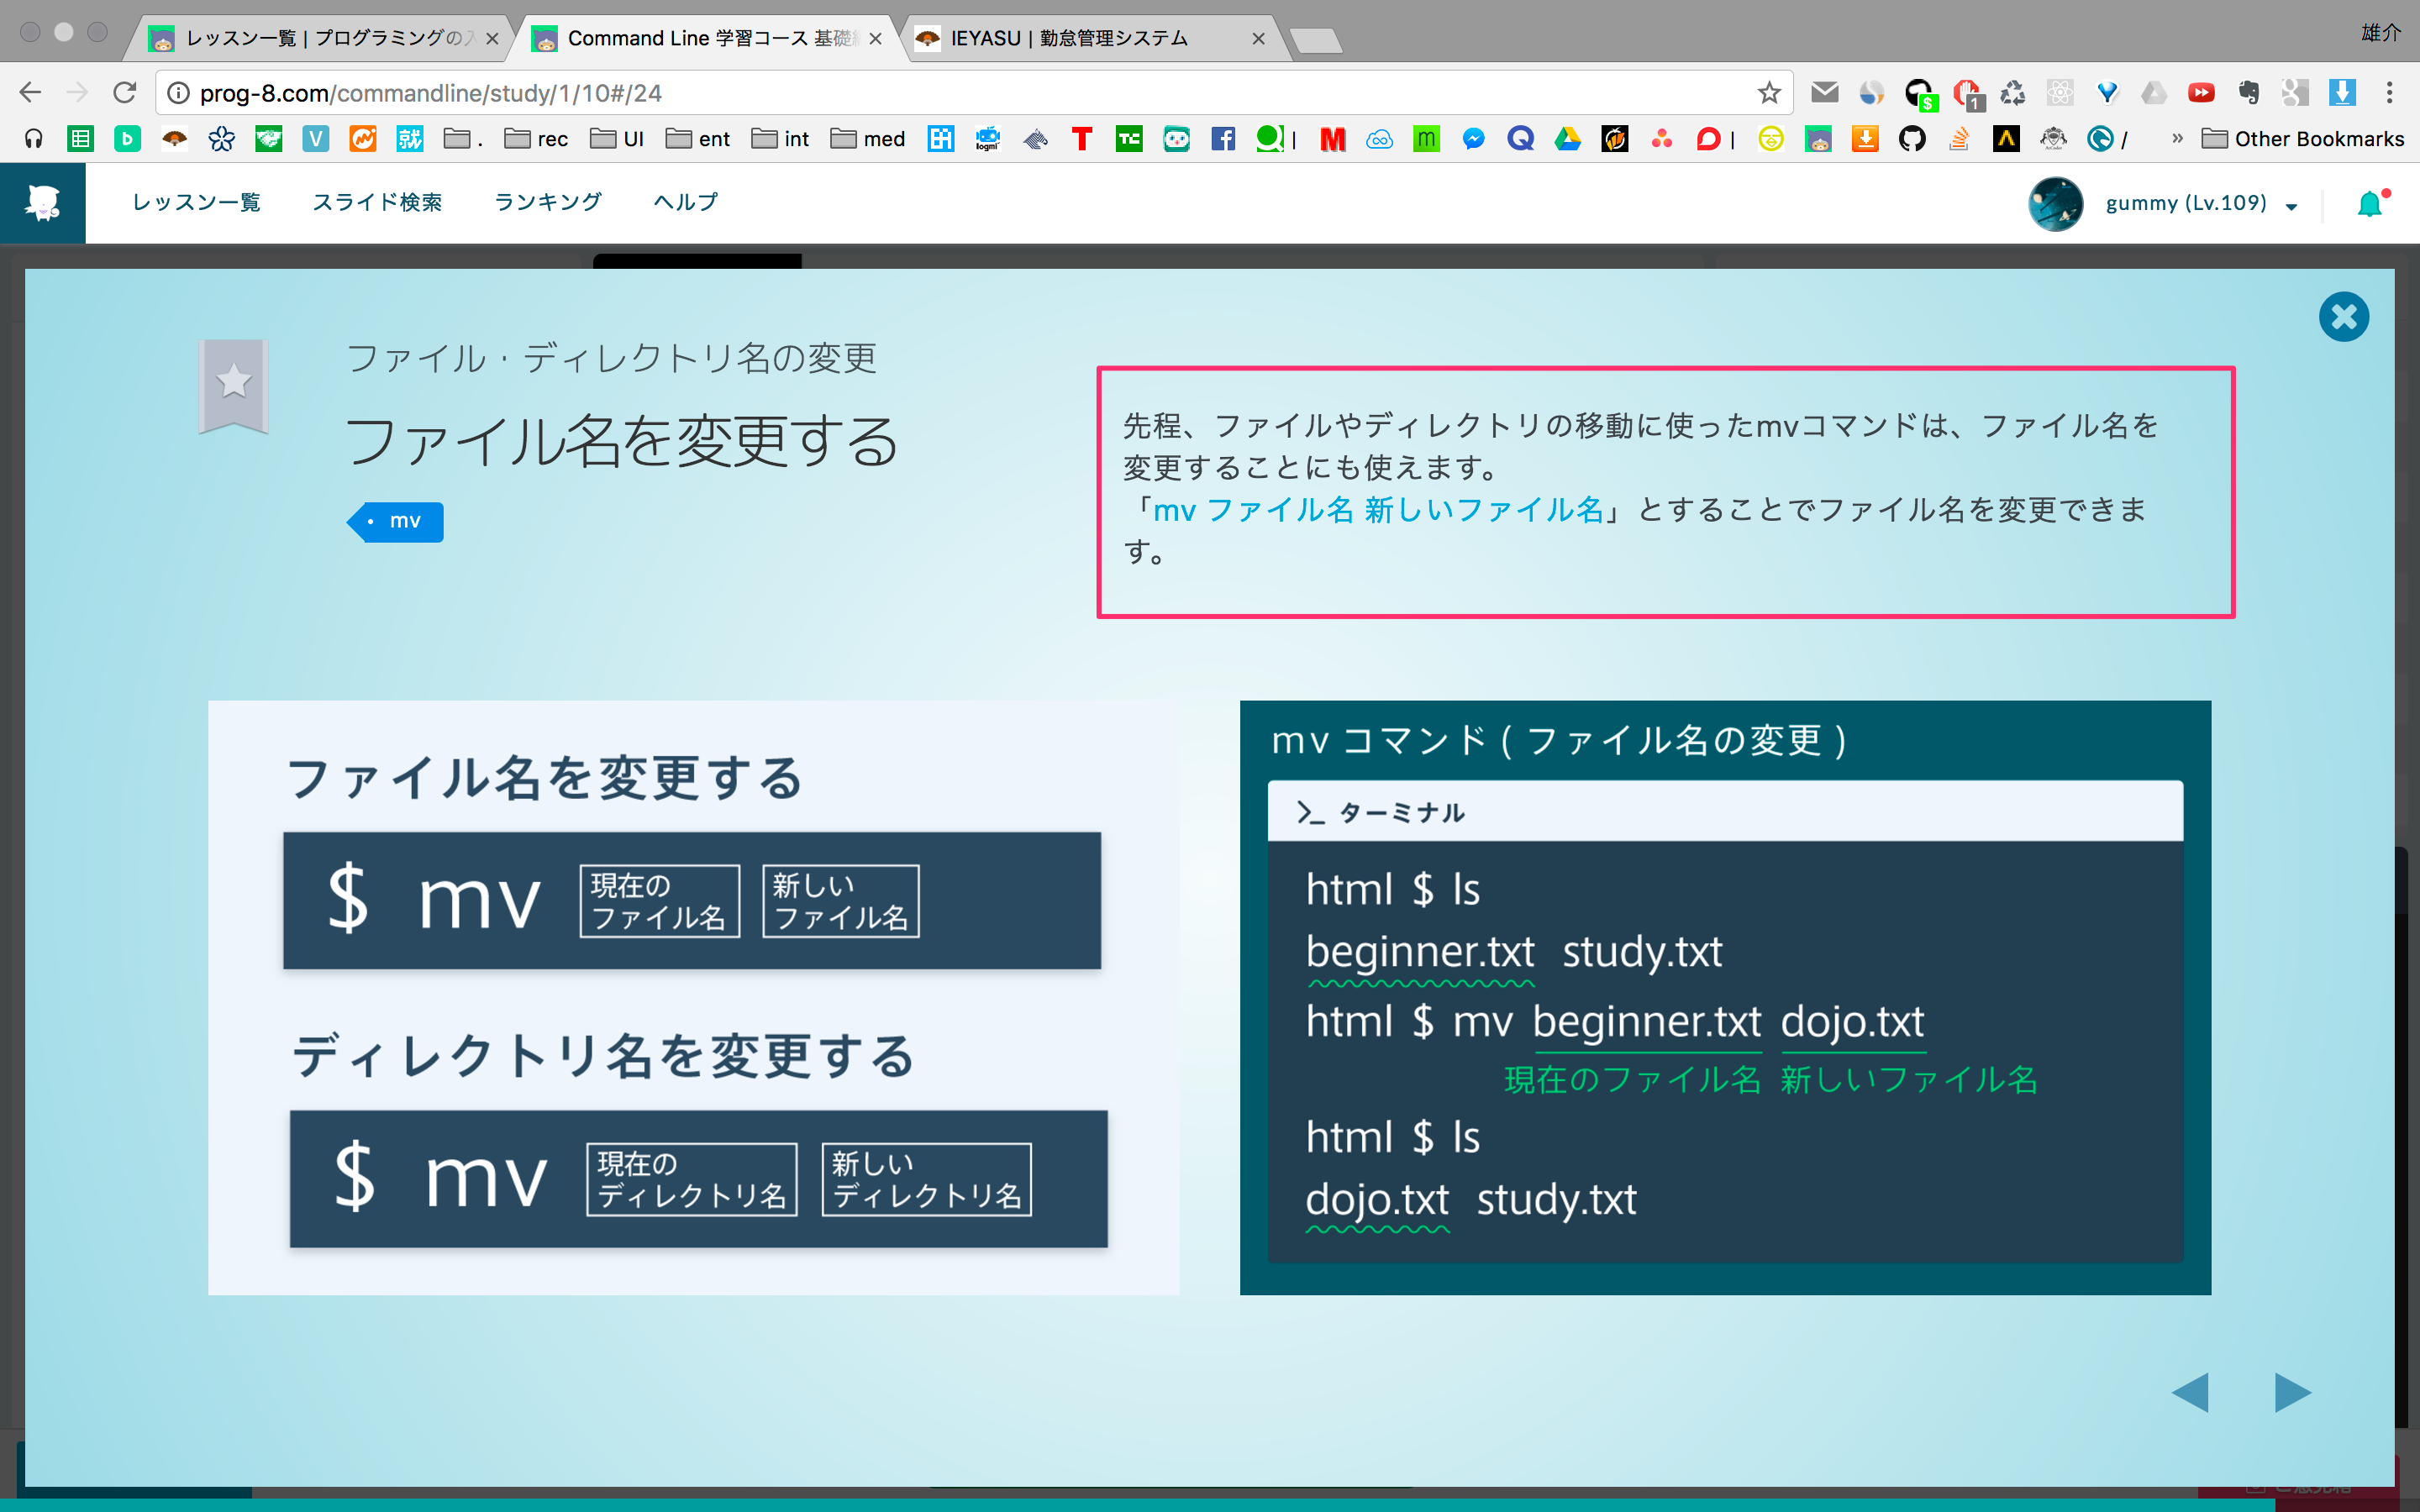 レッスン一覧 | プログラミングの入
Command Line 学習コース 基礎
IEYASU | 勤怠管理システム
雄介
prog-8.com/commandline/study/1/10#/24
$
1
b
V
就
.
rec
UI
ent
int
med
logmi
T
TC
|
M
m
|
/
»
Other Bookmarks
レッスン一覧
スライド検索
ランキング
ヘルプ
gummy (Lv.109)
ファイル・ディレクトリ名の変更
ファイル名を変更する
mv
先程、ファイルやディレクトリの移動に使ったmvコマンドは、ファイル名を
変更することにも使えます。
「mv ファイル名 新しいファイル名」とすることでファイル名を変更できま
す。
ファイル名を変更する
$ mv 現在の
ファイル名
新しい
ファイル名
ディレクトリ名を変更する
$ mv 現在の
ディレクトリ名
新しい
ディレクトリ名
mv コマンド ( ファイル名の変更 )
>_ ターミナル
html $ ls
beginner.txt study.txt
html $ mv beginner.txt dojo.txt
現在のファイル名 新しいファイル名
html $ ls
dojo.txt study.txt